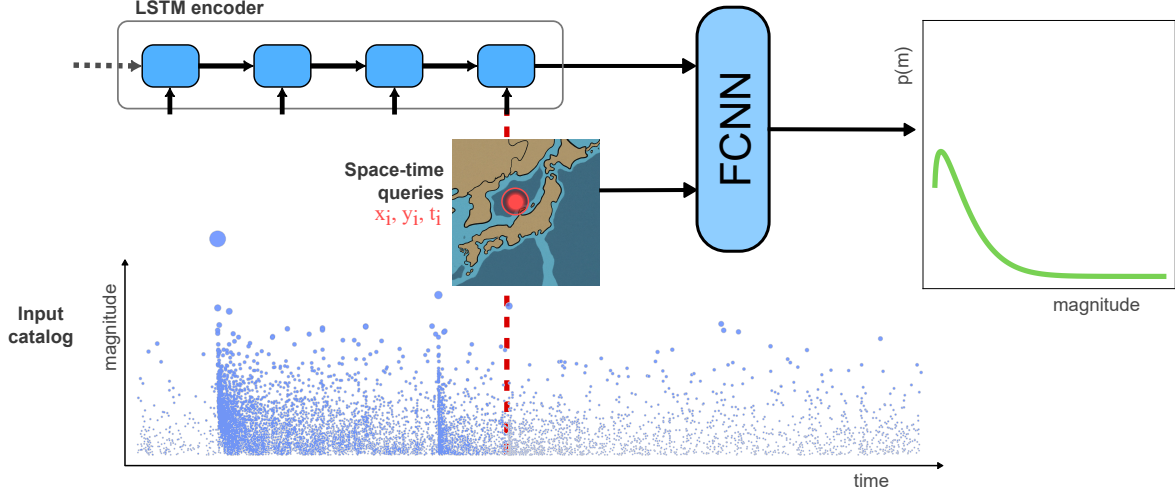 LSTM encoder
FCNN
p(m)
magnitude
Space-time
queries
xi, yi, ti
Input
catalog
magnitude
time